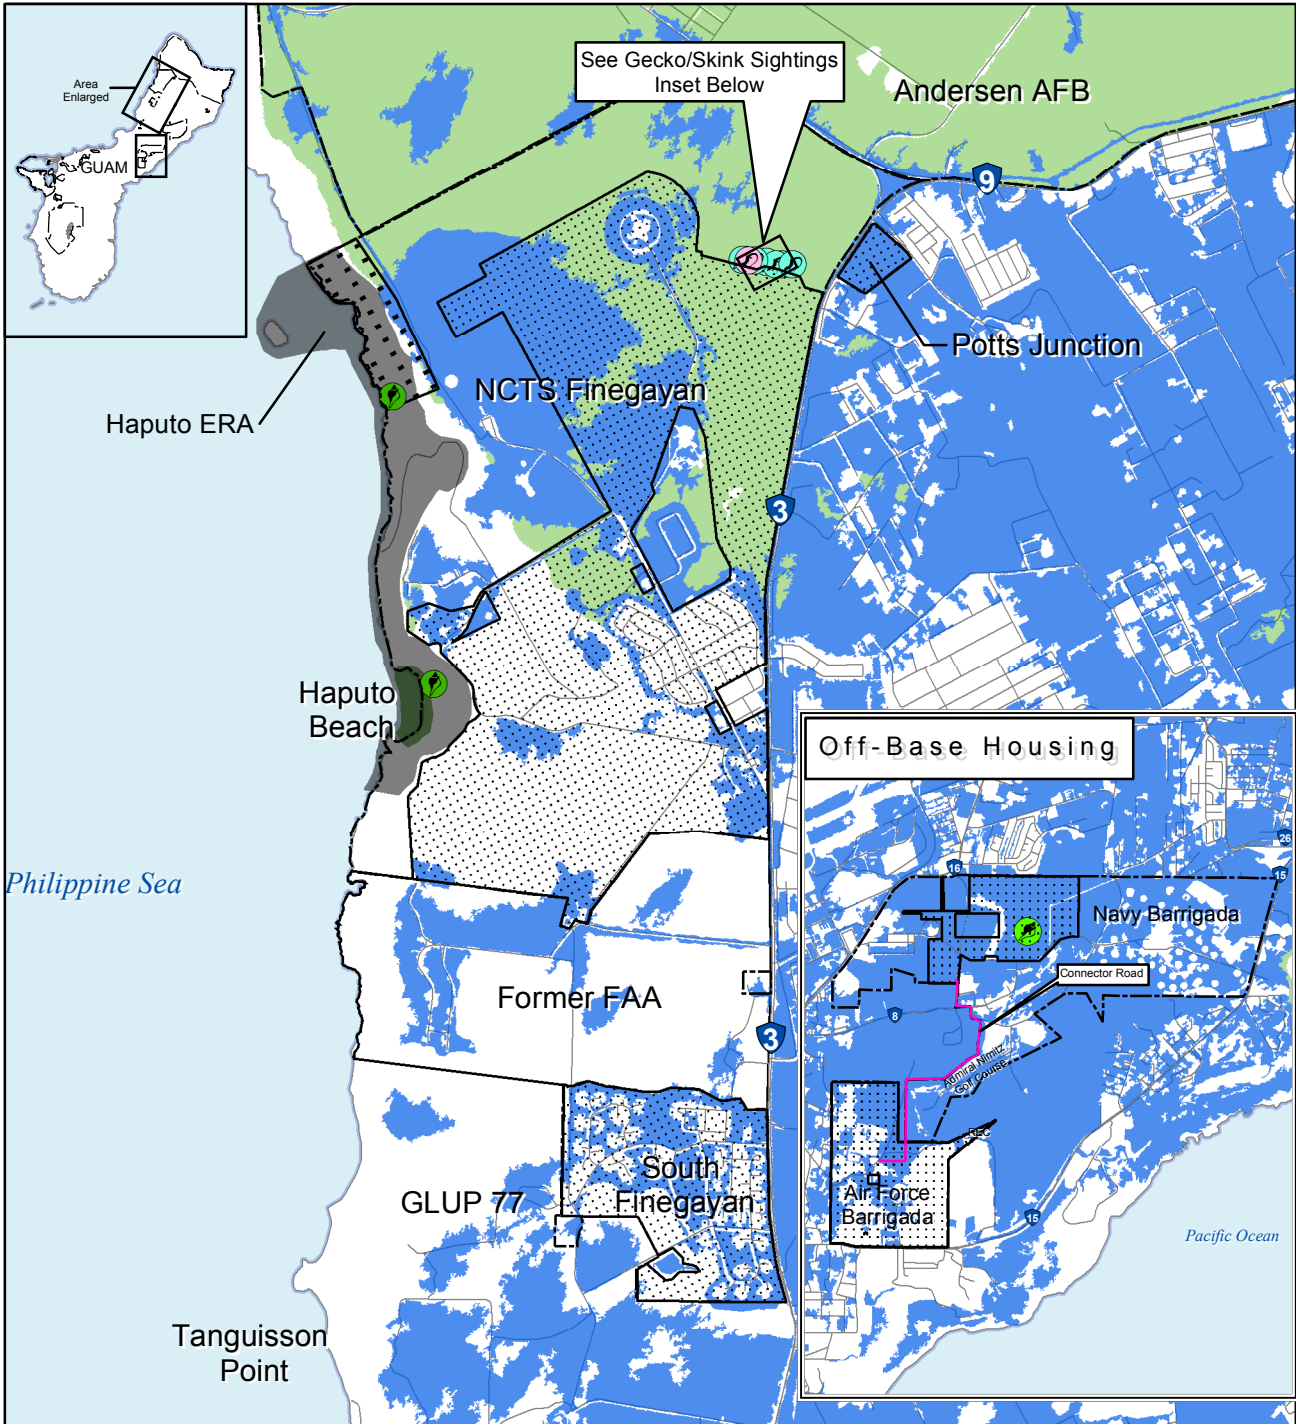 Area
Enlarged
GUAM
See Gecko/Skink Sightings
Inset Below
Andersen AFB
9
Potts Junction
NCTS Finegayan
Haputo ERA
3
Haputo
Beach
Philippine Sea
Former FAA
3
South
Finegayan
GLUP 77
Tanguisson
Point
Off-Base Housing
26
16
15
Navy Barrigada
Connector Road
8
Admiral Nimitz
Golf Course
REC
Air Force
Barrigada
15
Pacific Ocean